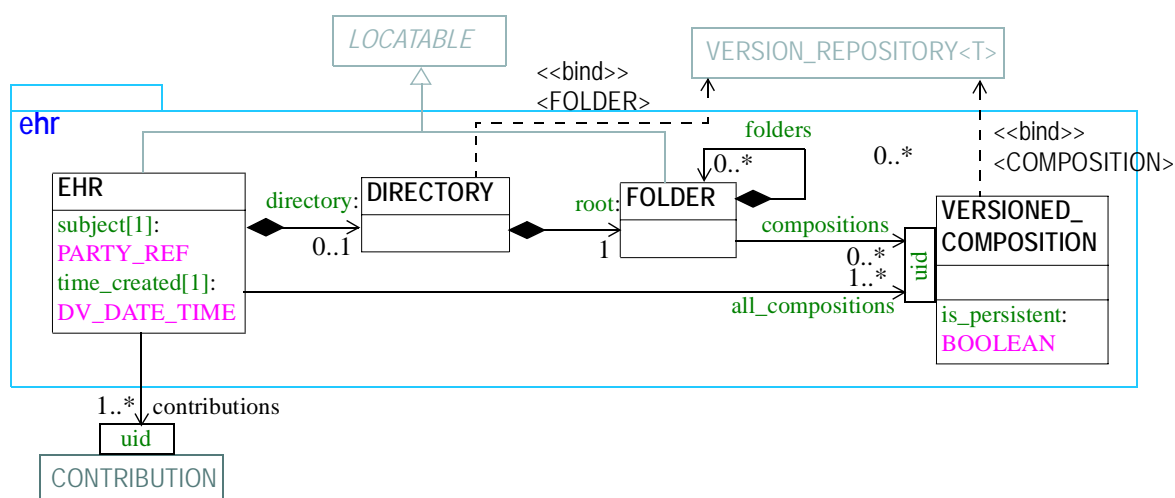 LOCATABLE
VERSION_REPOSITORY<T>
<<bind>>
<FOLDER>
ehr
folders
0..*
0..*
<<bind>>
<COMPOSITION>
EHR
subject[1]:
PARTY_REF
time_created[1]:
DV_DATE_TIME
directory:
0..1
DIRECTORY
root:
1
FOLDER
compositions
0..*
1..*
all_compositions
uid
VERSIONED_
COMPOSITION
is_persistent:
BOOLEAN
1..* contributions
uid
CONTRIBUTION